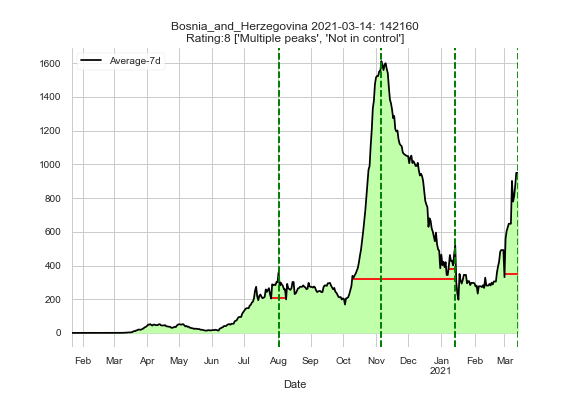 Bosnia_and_Herzegovina 2021-03-14: 142160
Rating:8 ['Multiple peaks', 'Not in control']
Average-7d
1600
1400
1200
1000
800
600
400
200
0
Feb Mar Apr May Jun Jul Aug Sep Oct Nov Dec Jan Feb Mar
2021
Date